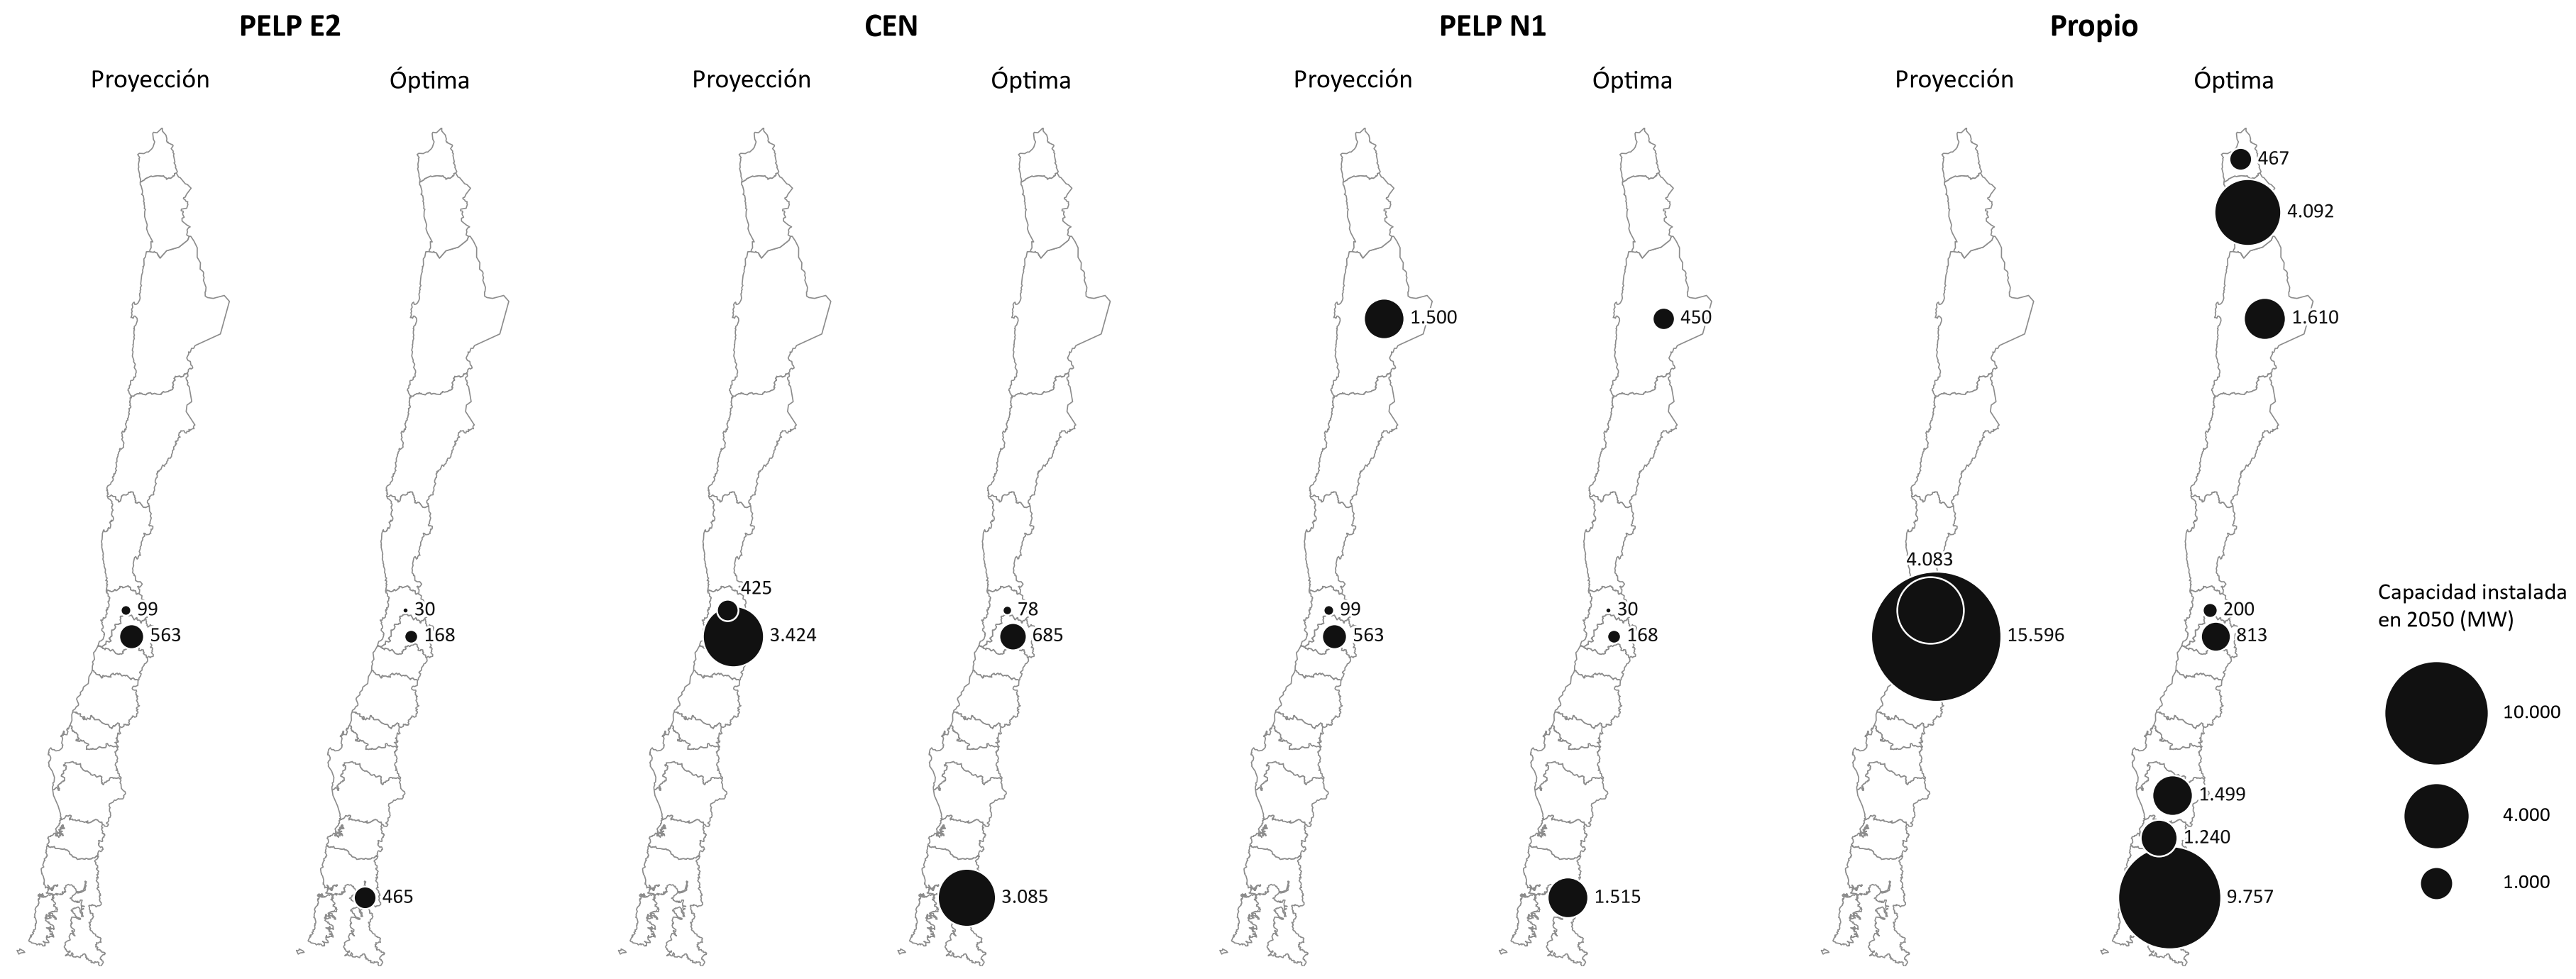 PELP E2
CEN
PELP N1
Propio
Proyección
Óptima
Proyección
Óptima
Proyección
Óptima
Proyección
Óptima
99
563
30
168
465
425
3.424
78
685
3.085
1.500
99
563
450
30
168
1.515
4.083
15.596
467
4.092
1.610
200
813
1.499
1.240
9.757
Capacidad instalada
en 2050 (MW)
10.000
4.000
1.000